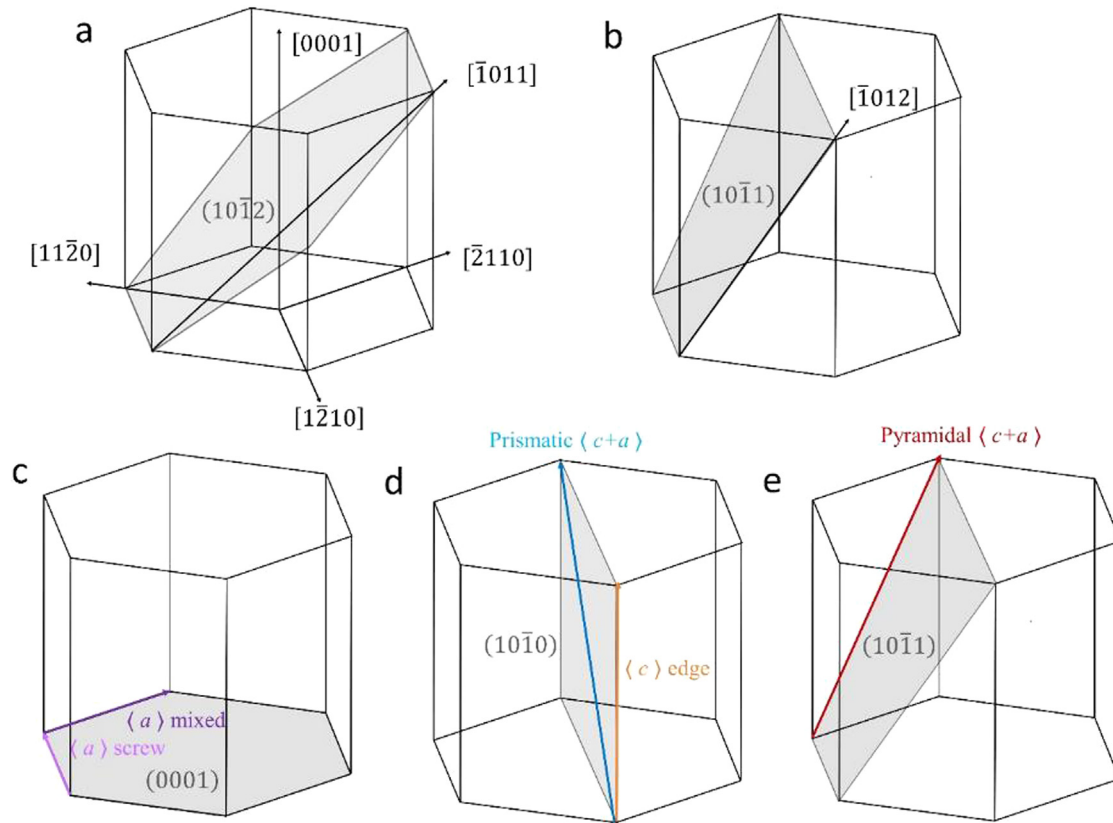 a
[0001]
[1̅011]
(101̅2)
[112̅0]
[2̅110]
[12̅10]
b
[1̅012]
(101̅1)
c
⟨ a ⟩ mixed
⟨ a ⟩ screw
(0001)
Prismatic ⟨ c+a ⟩
d
(101̅0)
⟨ c ⟩ edge
Pyramidal ⟨ c+a ⟩
e
(101̅1)